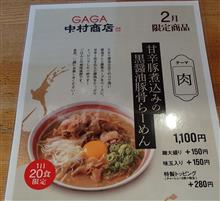 GAGA
中村商店
2月
限定商品
テーマ
肉
甘辛豚煮込みの
黒醤油豚骨らーめん
1日
20食
限定
1,100円
麺大盛り +150円
味玉入り +150円
特製トッピング
+280円